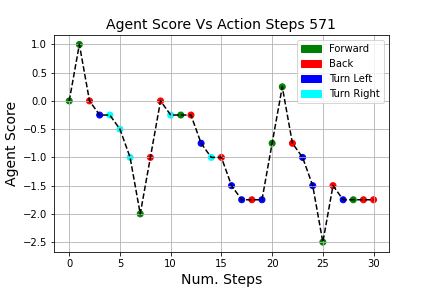 Agent Score Vs Action Steps 571
Agent Score
1.0
0.5
0.0
−0.5
−1.0
−1.5
−2.0
−2.5
Forward
Back
Turn Left
Turn Right
0 5 10 15 20 25 30
Num. Steps